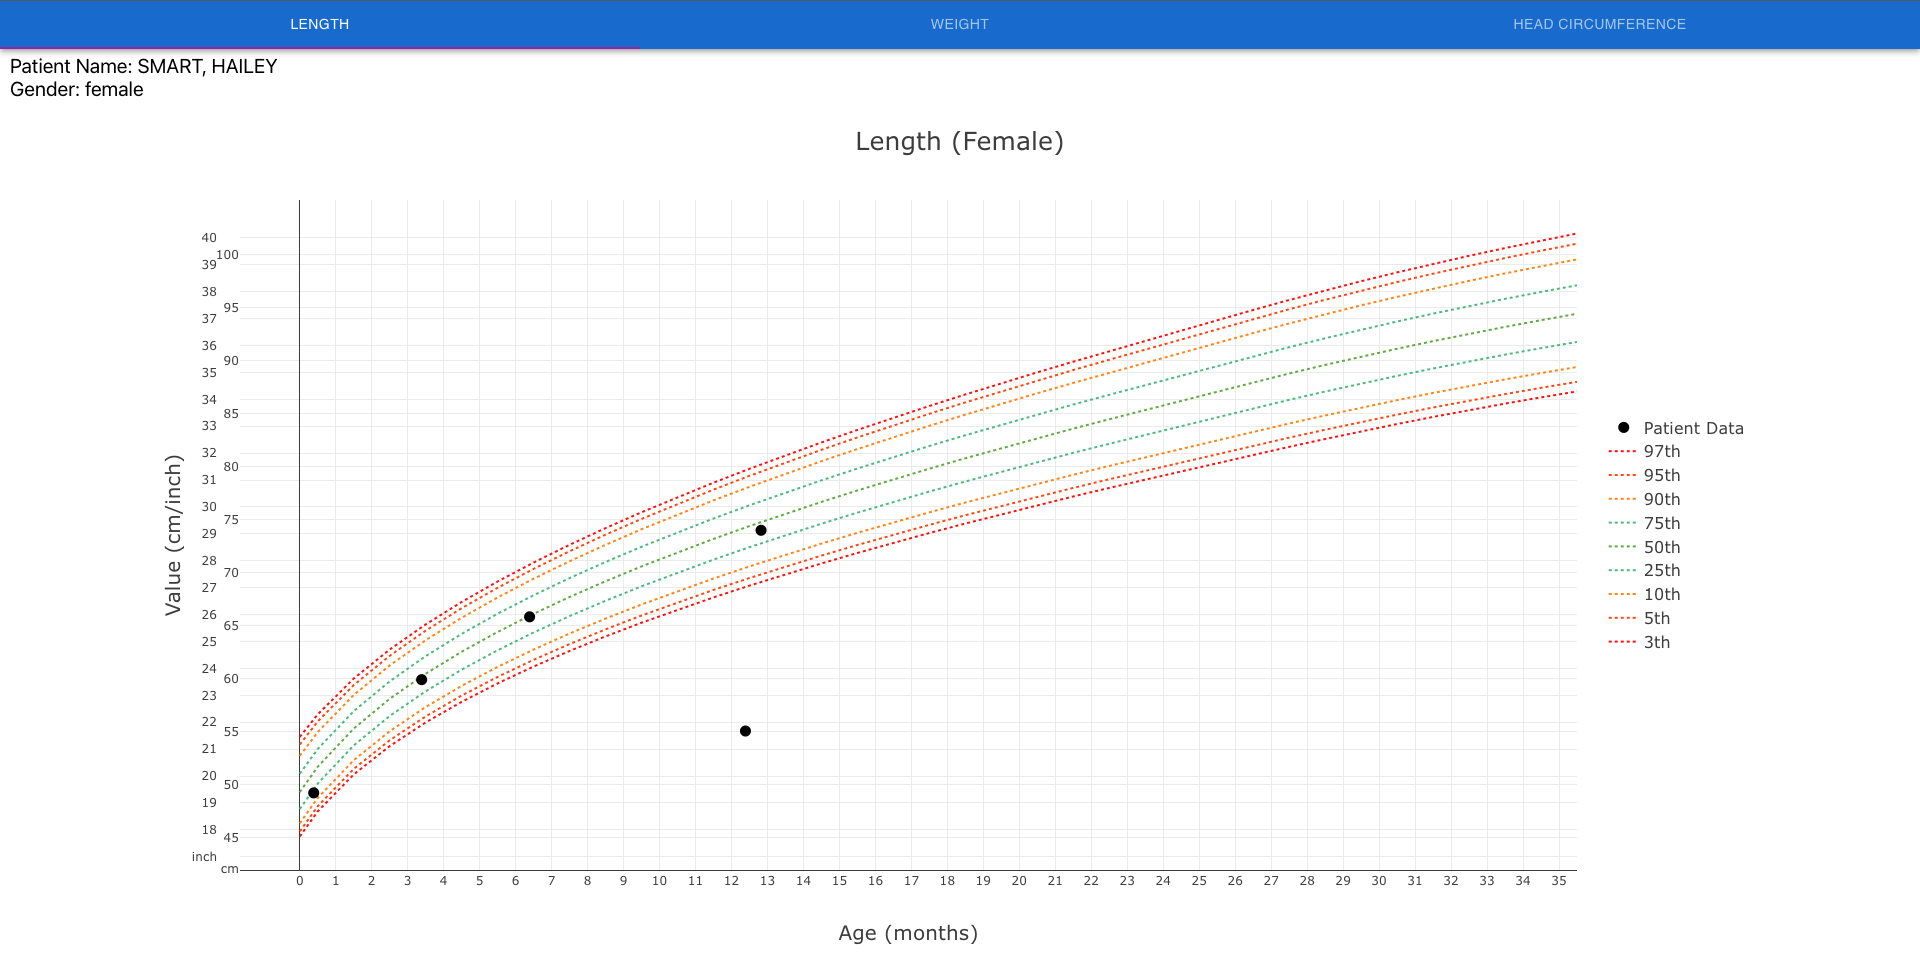 LENGTH
WEIGHT
HEAD CIRCUMFERENCE
Patient Name: SMART, HAILEY
Gender: female
Length (Female)
Value (cm/inch)
40
100
39
38
95
37
36
90
35
34
85
33
32
80
31
30
75
29
28
70
27
26
65
25
24
60
23
22
55
21
20
50
19
18
45
inch
cm
0 1 2 3 4 5 6 7 8 9 10 11 12 13 14 15 16 17 18 19 20 21 22 23 24 25 26 27 28 29 30 31 32 33 34 35
Age (months)
Patient Data
97th
95th
90th
75th
50th
25th
10th
5th
3th